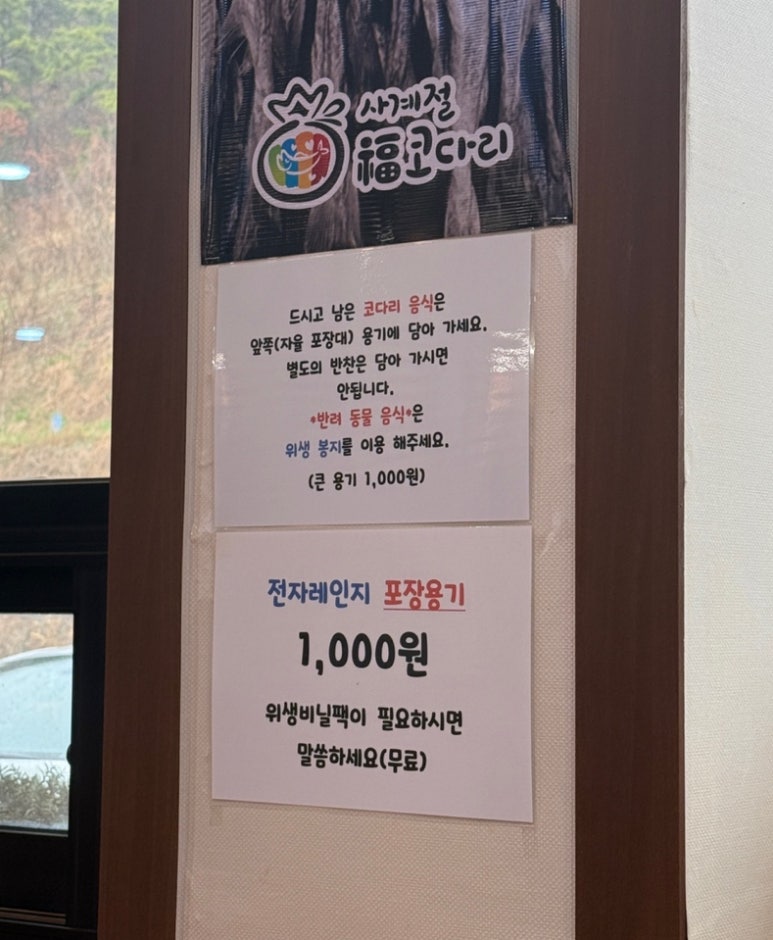 사계절
福코다리
드시고 남은 코다리 음식은
앞쪽(자율 포장대) 용기에 담아 가세요.
별도의 반찬은 담아 가시면
안됩니다.
*반려 동물 음식*은
위생 봉지를 이용 해주세요.
(큰 용기 1,000원)
전자레인지 포장용기
1,000원
위생비닐팩이 필요하시면
말씀하세요(무료)